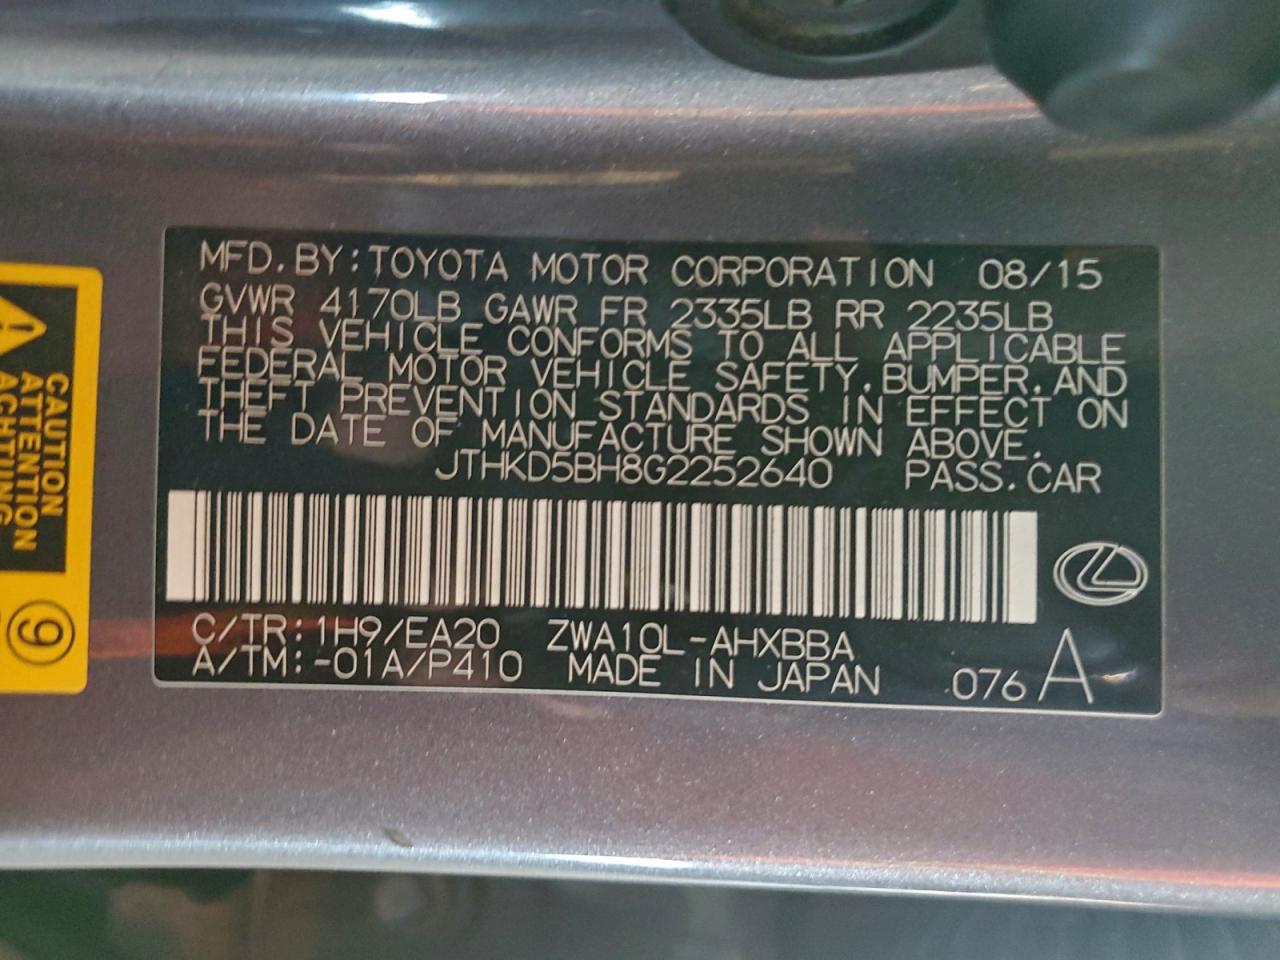 MFD.BY:TOYOTA MOTOR CORPORATION 08/15
GVWR 4170LB GAWR FR 2335LB RR 2235LB
THIS VEHICLE CONFORMS TO ALL APPLICABLE
FEDERAL MOTOR VEHICLE SAFETY,BUMPER,AND
THEFT PREVENTION STANDARDS IN EFFECT ON
THE DATE OF MANUFACTURE SHOWN ABOVE.
JTHKD5BH8G2252640 PASS.CAR
C/TR:1H9/EA20 ZWA10L-AHXBBA
A/TM:-01A/P410 MADE IN JAPAN 076 A
CAUTION
ATTENTION
ACHTUNG
9